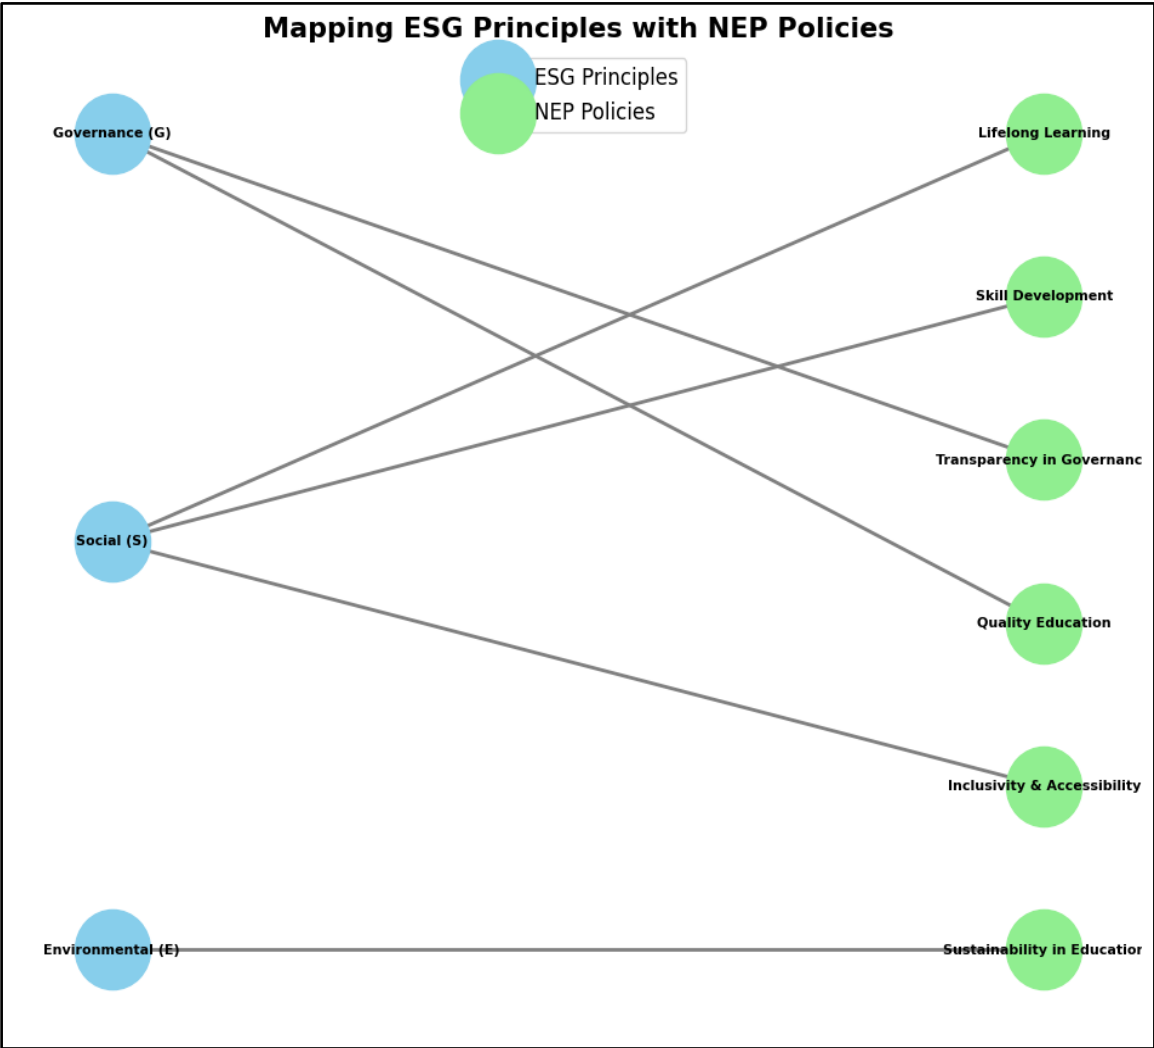 Mapping ESG Principles with NEP Policies
ESG Principles
NEP Policies
Governance (G)
Lifelong Learning
Skill Development
Transparency in Governanc
Social (S)
Quality Education
Inclusivity & Accessibility
Environmental (E)
Sustainability in Education